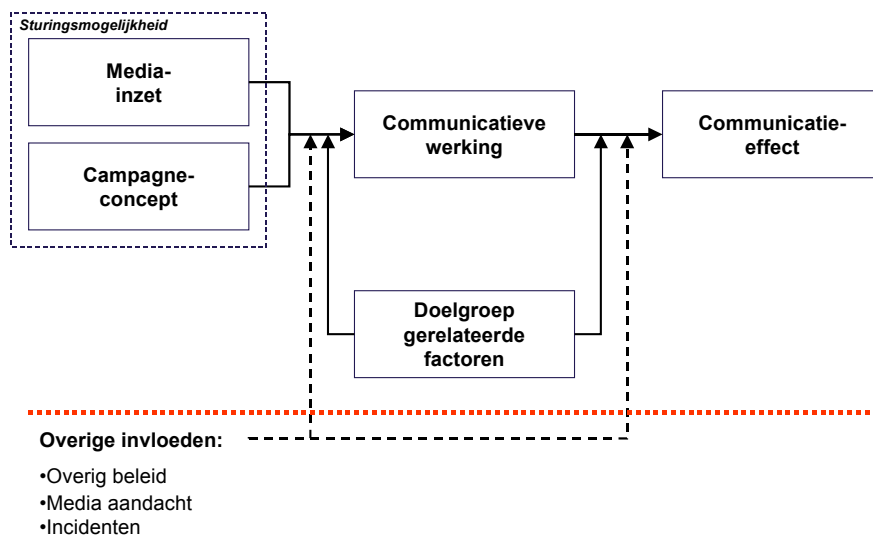 Sturingsmogelijkheid
Media-
inzet
Campagne-
concept
Communicatieve
werking
Communicatie-
effect
Doelgroep
gerelateerde
factoren
Overige invloeden:
•Overig beleid
•Media aandacht
•Incidenten